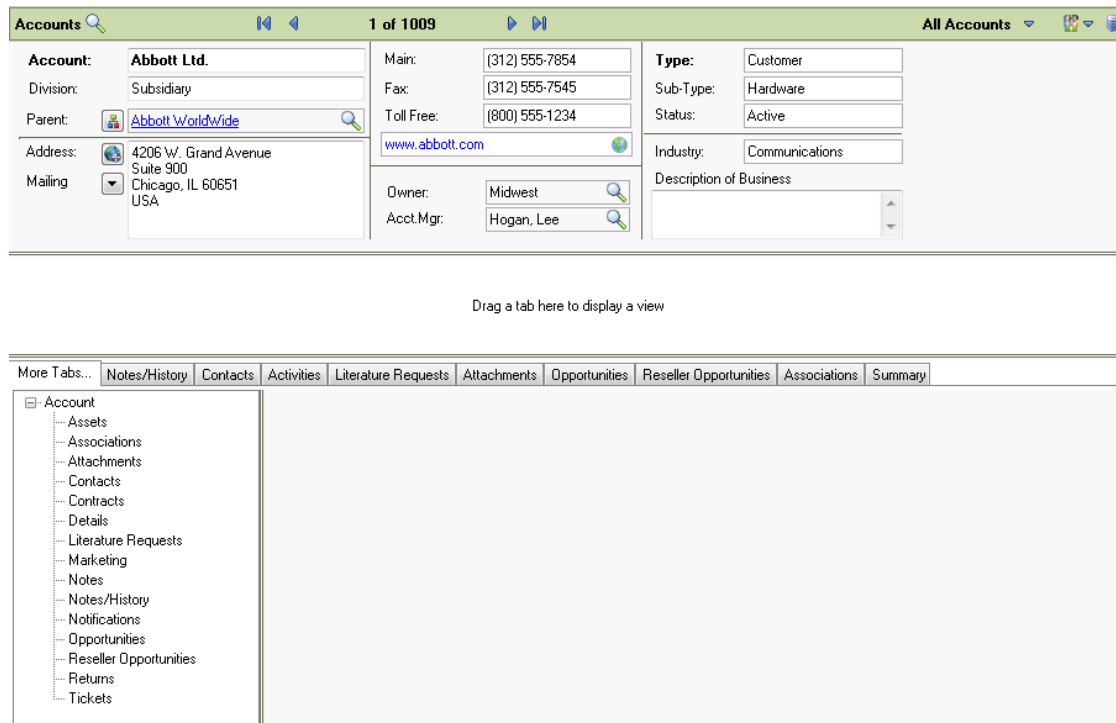 Accounts 1 of 1009 All Accounts
Account: Abbott Ltd.
Division: Subsidiary
Parent: Abbott WorldWide
Address: 4206 W. Grand Avenue
Suite 900
Mailing Chicago, IL 60651
USA
Main: (312) 555-7854
Fax: (312) 555-7545
Toll Free: (800) 555-1234
www.abbott.com
Owner: Midwest
Acct.Mgr: Hogan, Lee
Type: Customer
Sub-Type: Hardware
Status: Active
Industry: Communications
Description of Business
Drag a tab here to display a view
More Tabs... Notes/History Contacts Activities Literature Requests Attachments Opportunities Reseller Opportunities Associations Summary
Account
Assets
Associations
Attachments
Contacts
Contracts
Details
Literature Requests
Marketing
Notes
Notes/History
Notifications
Opportunities
Reseller Opportunities
Returns
Tickets